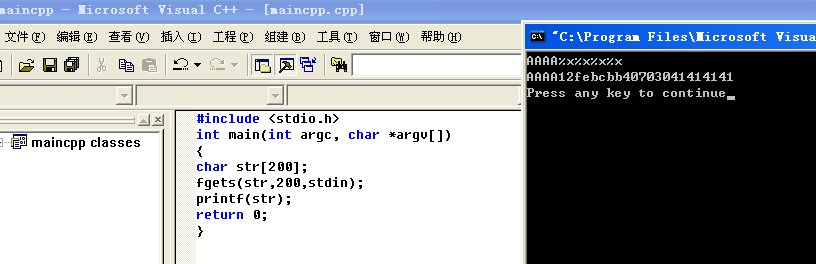 maincpp - Microsoft Visual C++ - [maincpp.cpp]
文件(F) 编辑(E) 查看(V) 插入(I) 工程(P) 组建(B) 工具(T) 窗口(W) 帮助(H)
maincpp classes
#include <stdio.h>
int main(int argc, char *argv[])
{
char str[200];
fgets(str,200,stdin);
printf(str);
return 0;
}
"C:\Program Files\Microsoft Visua
AAAA%x%x%x%x
AAAA12febcbb40703041414141
Press any key to continue_